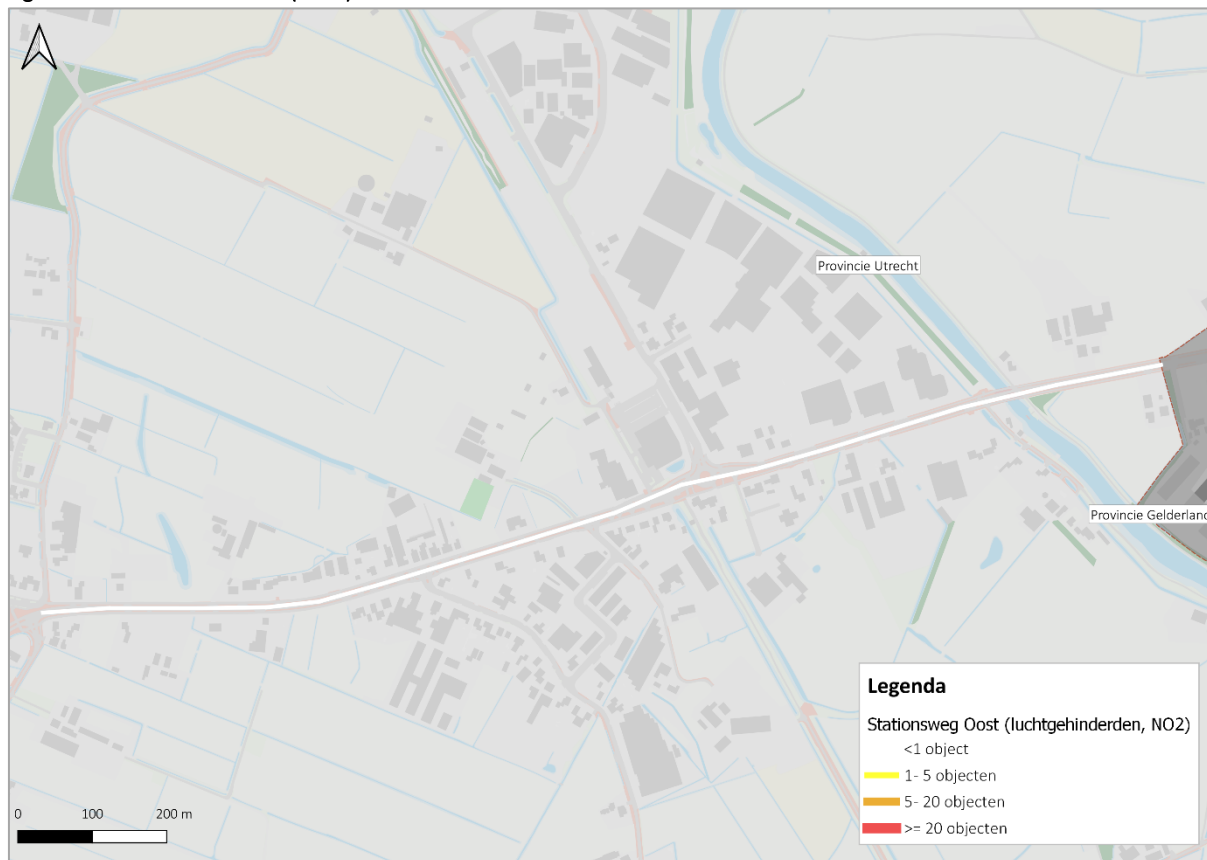 Provincie Utrecht
Provincie Gelderland
Legenda
Stationsweg Oost (luchtgehinderden, NO2)
<1 object
1- 5 objecten
5- 20 objecten
>= 20 objecten
0 100 200 m